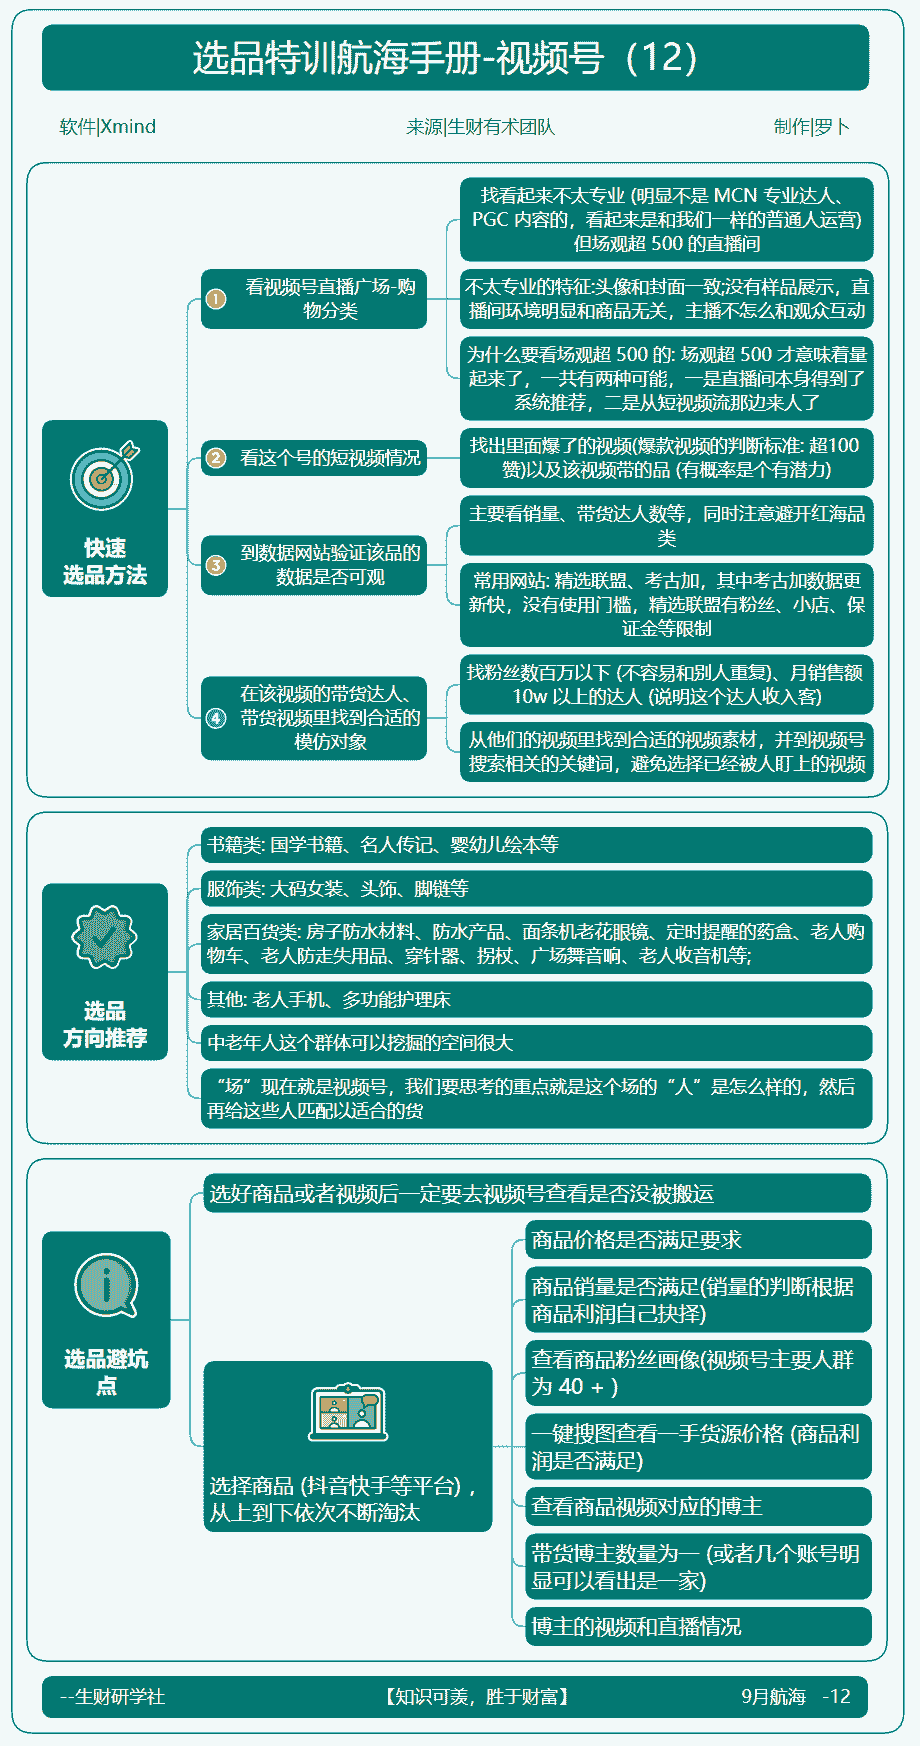 选品特训航海手册-视频号（12）
软件|Xmind
来源|生财有术团队
制作|罗卜
快速
选品方法
1
看视频号直播广场-购
物分类
找看起来不太专业 (明显不是 MCN 专业达人、
PGC 内容的，看起来是和我们一样的普通人运营)
但场观超 500 的直播间
不太专业的特征:头像和封面一致;没有样品展示，直
播间环境明显和商品无关，主播不怎么和观众互动
为什么要看场观超 500 的: 场观超 500 才意味着量
起来了，一共有两种可能，一是直播间本身得到了
系统推荐，二是从短视频流那边来人了
2
看这个号的短视频情况
找出里面爆了的视频(爆款视频的判断标准: 超100
赞)以及该视频带的品 (有概率是个有潜力)
3
到数据网站验证该品的
数据是否可观
主要看销量、带货达人数等，同时注意避开红海品
类
常用网站: 精选联盟、考古加，其中考古加数据更
新快，没有使用门槛，精选联盟有粉丝、小店、保
证金等限制
4
在该视频的带货达人、
带货视频里找到合适的
模仿对象
找粉丝数百万以下 (不容易和别人重复)、月销售额
10w 以上的达人 (说明这个达人收入客)
从他们的视频里找到合适的视频素材，并到视频号
搜索相关的关键词，避免选择已经被人盯上的视频
选品
方向推荐
书籍类: 国学书籍、名人传记、婴幼儿绘本等
服饰类: 大码女装、头饰、脚链等
家居百货类: 房子防水材料、防水产品、面条机老花眼镜、定时提醒的药盒、老人购
物车、老人防走失用品、穿针器、拐杖、广场舞音响、老人收音机等;
其他: 老人手机、多功能护理床
中老年人这个群体可以挖掘的空间很大
“场”现在就是视频号，我们要思考的重点就是这个场的“人”是怎么样的，然后
再给这些人匹配以适合的货
选品避坑
点
选好商品或者视频后一定要去视频号查看是否没被搬运
选择商品 (抖音快手等平台) ，
从上到下依次不断淘汰
商品价格是否满足要求
商品销量是否满足(销量的判断根据
商品利润自己抉择)
查看商品粉丝画像(视频号主要人群
为 40 + )
一键搜图查看一手货源价格 (商品利
润是否满足)
查看商品视频对应的博主
带货博主数量为一 (或者几个账号明
显可以看出是一家)
博主的视频和直播情况
--生财研学社
【知识可羡，胜于财富】
9月航海 -12